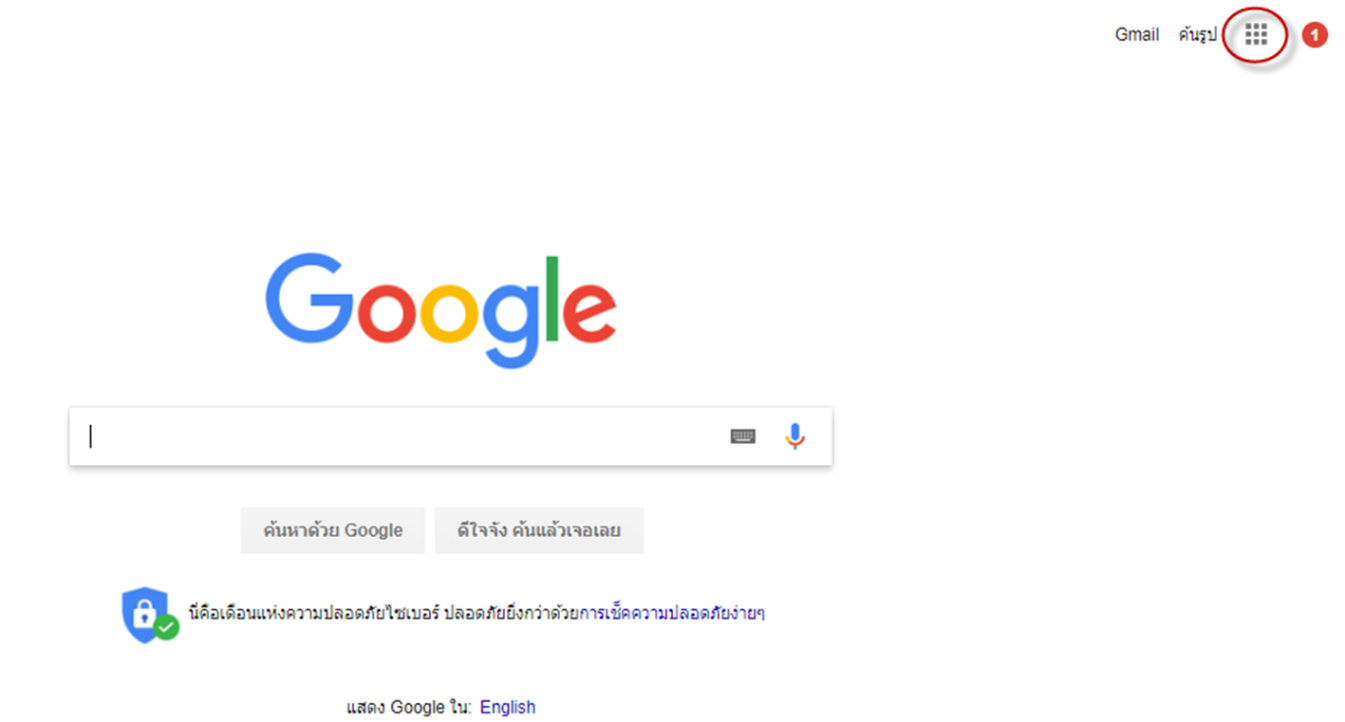 Gmail ค้นรูป 1
Google
ค้นหาด้วย Google ดีใจจัง ค้นแล้วเจอเลย
นี่คือเดือนแห่งความปลอดภัยไซเบอร์ ปลอดภัยยิ่งกว่าด้วยการเช็คความปลอดภัยง่ายๆ
แสดง Google ใน: English